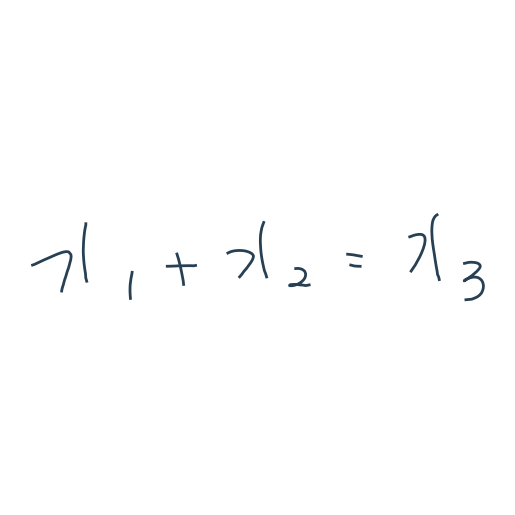 x₁ + x₂ = x₃